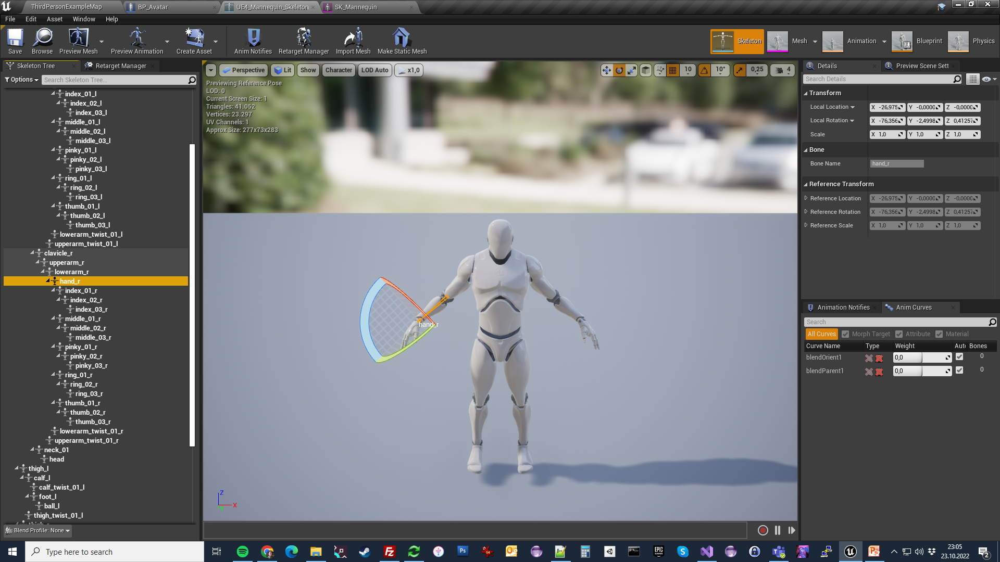 ThirdPersonExampleMap
BP_Avatar
UE4_Mannequin_Skeleton
SK_Mannequin
File Edit Asset Window Help
Save
Browse
Preview Mesh
Preview Animation
Create Asset
Anim Notifies
Retarget Manager
Import Mesh
Make Static Mesh
Skeleton
Mesh
Animation
Blueprint
Physics
Skeleton Tree
Retarget Manager
Options
Search Skeleton Tree...
index_01_l
index_02_l
index_03_l
middle_01_l
middle_02_l
middle_03_l
pinky_01_l
pinky_02_l
pinky_03_l
ring_01_l
ring_02_l
ring_03_l
thumb_01_l
thumb_02_l
thumb_03_l
lowerarm_twist_01_l
upperarm_twist_01_l
clavicle_r
upperarm_r
lowerarm_r
hand_r
index_01_r
index_02_r
index_03_r
middle_01_r
middle_02_r
middle_03_r
pinky_01_r
pinky_02_r
pinky_03_r
ring_01_r
ring_02_r
ring_03_r
thumb_01_r
thumb_02_r
thumb_03_r
lowerarm_twist_01_r
upperarm_twist_01_r
neck_01
head
thigh_l
calf_l
calf_twist_01_l
foot_l
ball_l
thigh_twist_01_l
Blend Profile: None
Perspective Lit Show Character LOD Auto x1,0
10 10° 0,25 4
Previewing Reference Pose
LOD: 0
Current Screen Size: 1
Triangles: 41.052
Vertices: 23.297
UV Channels: 1
Approx Size: 277x73x283
hand_r
Z
X
Details
Preview Scene Sett
Search Details
Transform
Local Location X -26,975 Y -0,0000 Z -0,0000
Local Rotation X -76,356 Y -2,4998 Z 0,41257
Scale X 1,0 Y 1,0 Z 1,0
Bone
Bone Name hand_r
Reference Transform
Reference Location X -26,975 Y -0,0000 Z -0,0000
Reference Rotation X -76,356 Y -2,4998 Z 0,41257
Reference Scale X 1,0 Y 1,0 Z 1,0
Animation Notifies
Anim Curves
Search
All Curves Morph Target Attribute Material
Curve Name Type Weight Auto Bones
blendOrient1 0,0 0
blendParent1 0,0 0
Type here to search
23:05
23.10.2022
2